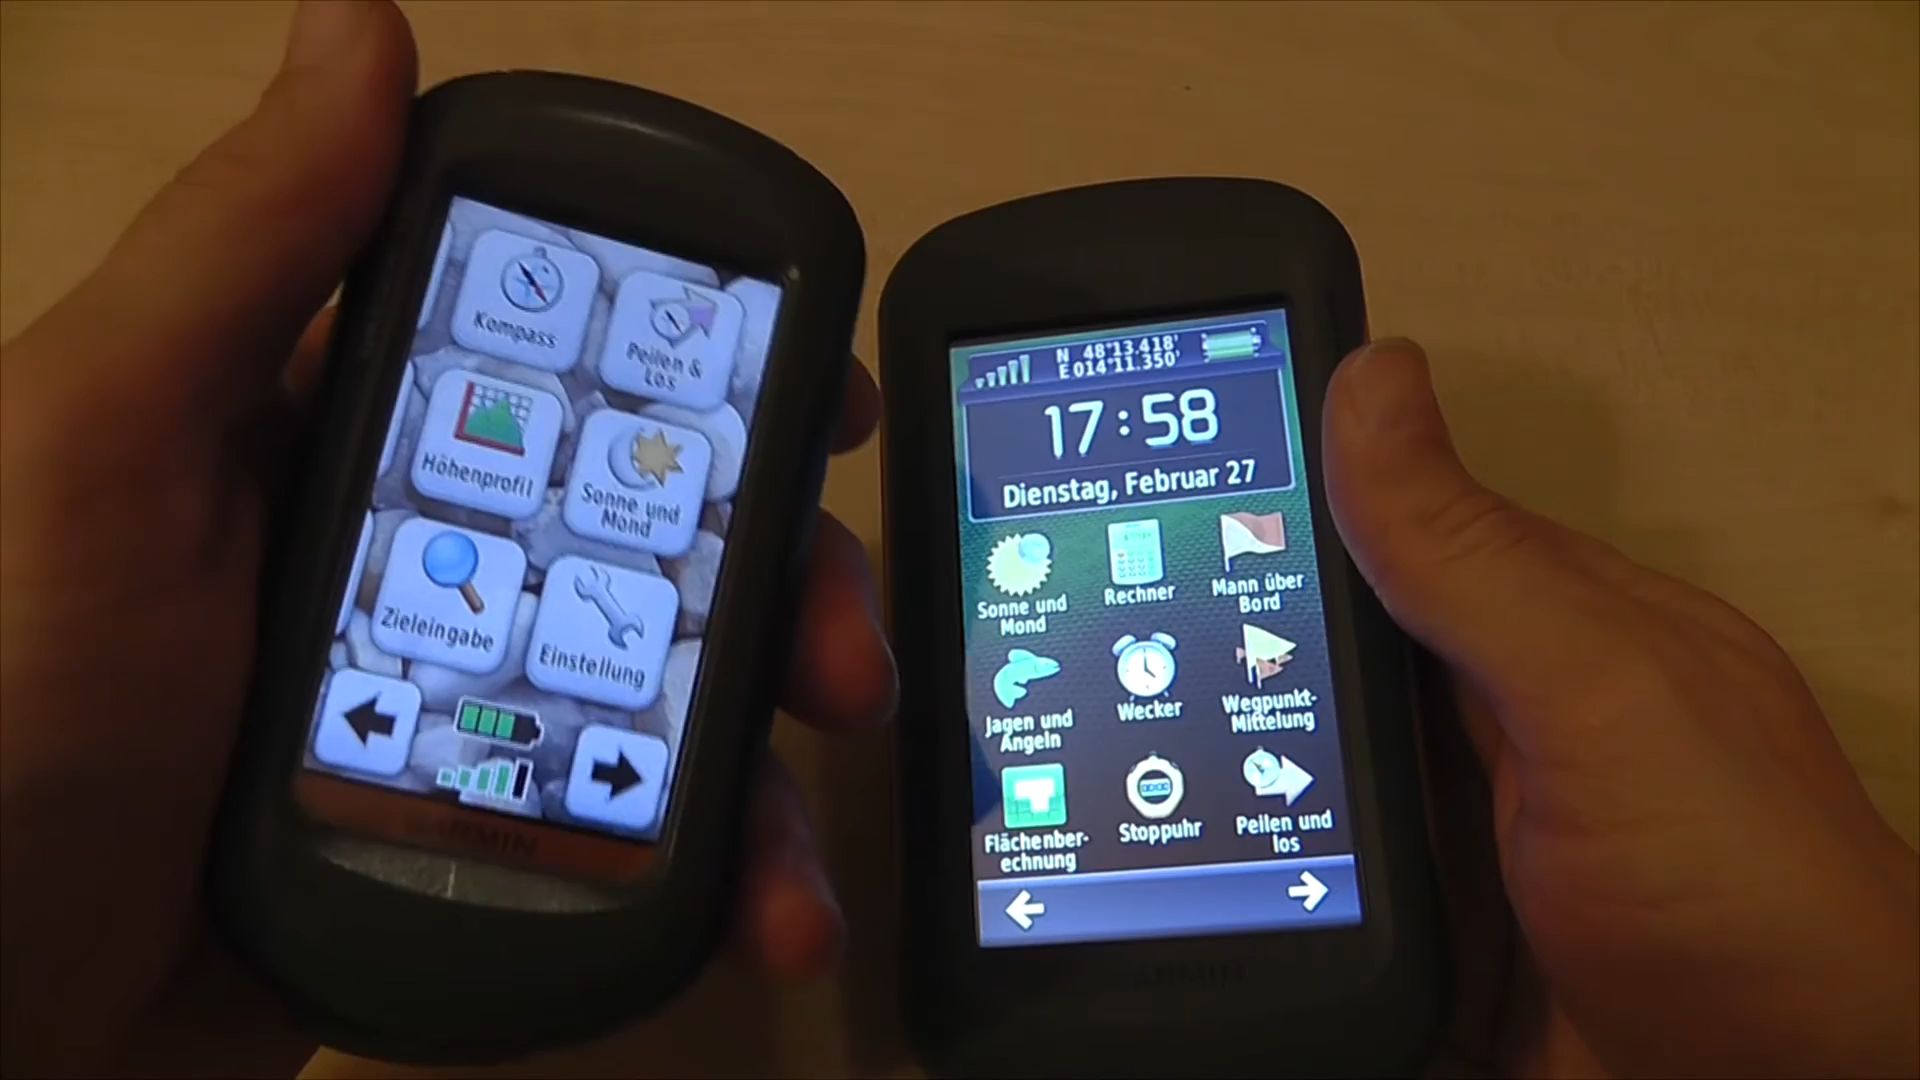 Kompass
Peilen &
Los
Höhenprofil
Sonne und
Mond
Zieleingabe
Einstellung
GARMIN
N 48°13.418'
E 014°11.350'
17:58
Dienstag, Februar 27
Sonne und
Mond
Rechner
Mann über
Bord
Jagen und
Angeln
Wecker
Wegpunkt-
Mittelung
Flächenber-
echnung
Stoppuhr
Peilen und
los
GARMIN